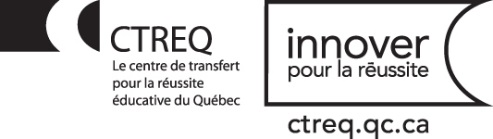 CTREQ
Le centre de transfert
pour la réussite
éducative du Québec
innover
pour la réussite
ctreq.qc.ca